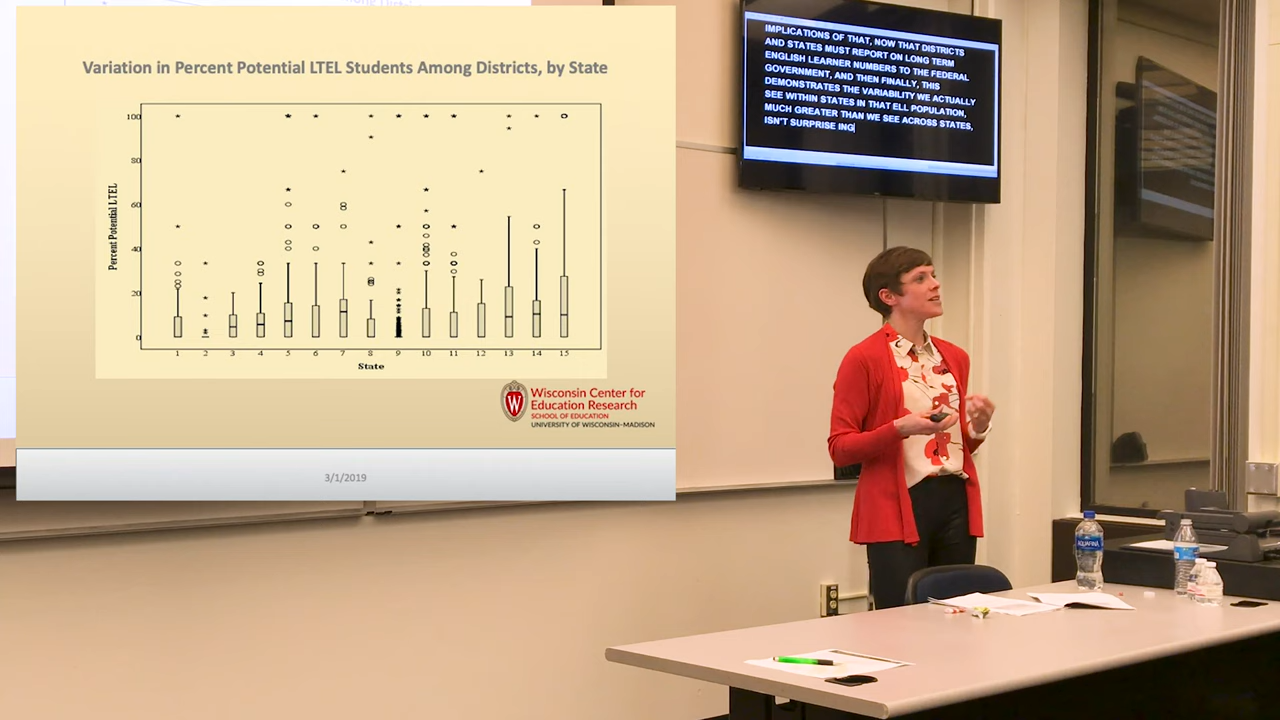 Variation in Percent Potential LTEL Students Among Districts, by State
Percent Potential LTEL
100
80
60
40
20
0
1 2 3 4 5 6 7 8 9 10 11 12 13 14 15
State
W
Wisconsin Center for
Education Research
SCHOOL OF EDUCATION
UNIVERSITY OF WISCONSIN–MADISON
3/1/2019
IMPLICATIONS OF THAT, NOW THAT DISTRICTS
AND STATES MUST REPORT ON LONG TERM
ENGLISH LEARNER NUMBERS TO THE FEDERAL
GOVERNMENT, AND THEN FINALLY, THIS
DEMONSTRATES THE VARIABILITY WE ACTUALLY
SEE WITHIN STATES IN THAT ELL POPULATION,
MUCH GREATER THAN WE SEE ACROSS STATES,
ISN'T SURPRISE ING
AQUAFINA